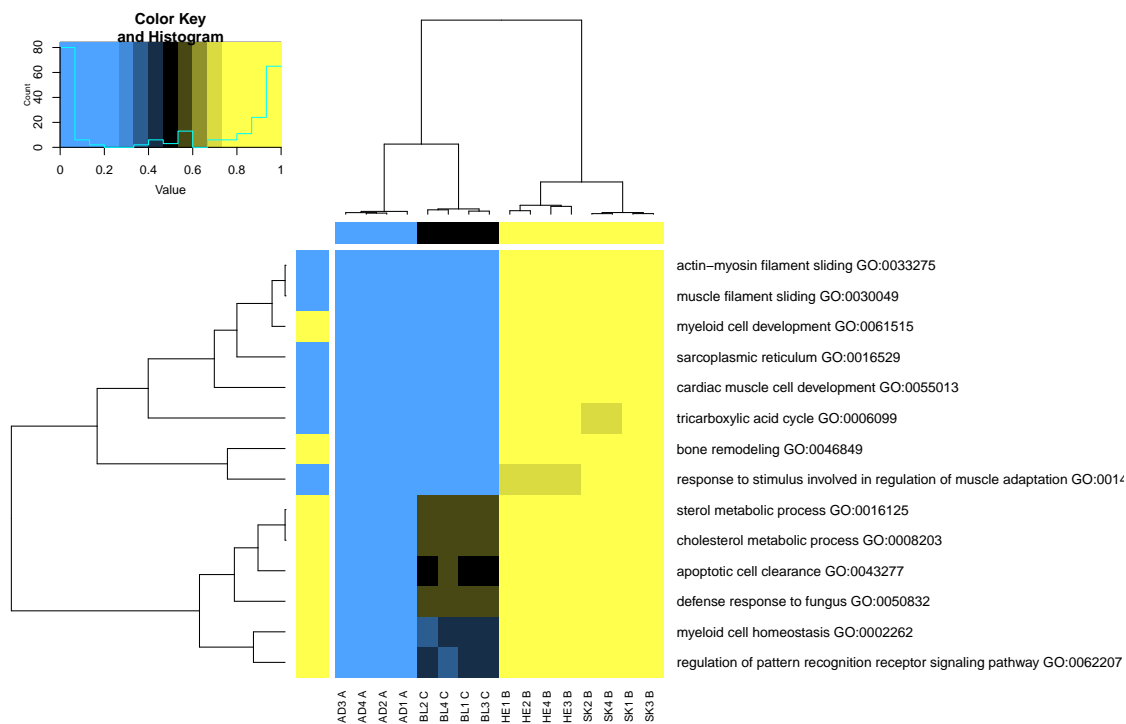 Color Key
and Histogram
Count
0 20 40 60 80
0 0.2 0.4 0.6 0.8 1
Value
actin−myosin filament sliding GO:0033275
muscle filament sliding GO:0030049
myeloid cell development GO:0061515
sarcoplasmic reticulum GO:0016529
cardiac muscle cell development GO:0055013
tricarboxylic acid cycle GO:0006099
bone remodeling GO:0046849
response to stimulus involved in regulation of muscle adaptation GO:0014
sterol metabolic process GO:0016125
cholesterol metabolic process GO:0008203
apoptotic cell clearance GO:0043277
defense response to fungus GO:0050832
myeloid cell homeostasis GO:0002262
regulation of pattern recognition receptor signaling pathway GO:0062207
AD3 A
AD4 A
AD2 A
AD1 A
BL2 C
BL4 C
BL1 C
BL3 C
HE1 B
HE2 B
HE4 B
HE3 B
SK2 B
SK4 B
SK1 B
SK3 B